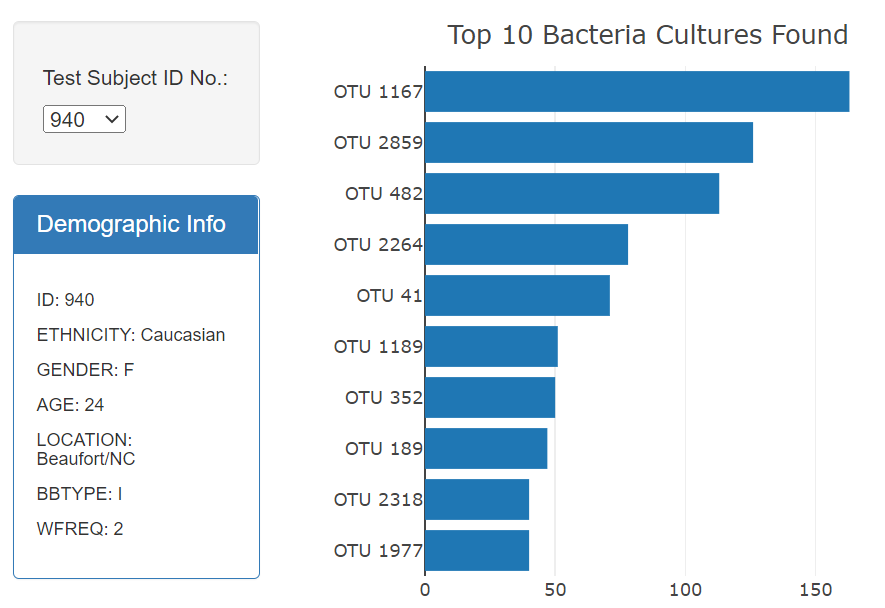 Test Subject ID No.:
940
Demographic Info
ID: 940
ETHNICITY: Caucasian
GENDER: F
AGE: 24
LOCATION:
Beaufort/NC
BBTYPE: I
WFREQ: 2
Top 10 Bacteria Cultures Found
OTU 1167
OTU 2859
OTU 482
OTU 2264
OTU 41
OTU 1189
OTU 352
OTU 189
OTU 2318
OTU 1977
0 50 100 150